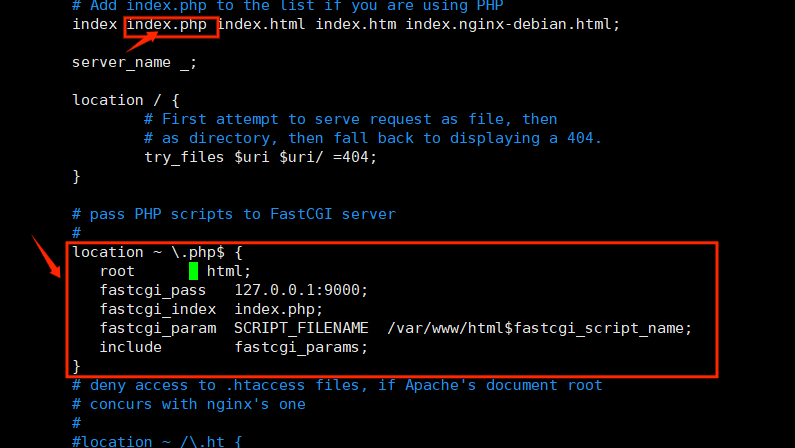 # Add index.php to the list if you are using PHP
index index.php index.html index.htm index.nginx-debian.html;
server_name _;
location / {
# First attempt to serve request as file, then
# as directory, then fall back to displaying a 404.
try_files $uri $uri/ =404;
}
# pass PHP scripts to FastCGI server
#
location ~ \.php$ {
root html;
fastcgi_pass 127.0.0.1:9000;
fastcgi_index index.php;
fastcgi_param SCRIPT_FILENAME /var/www/html$fastcgi_script_name;
include fastcgi_params;
}
# deny access to .htaccess files, if Apache's document root
# concurs with nginx's one
#
#location ~ /\.ht {